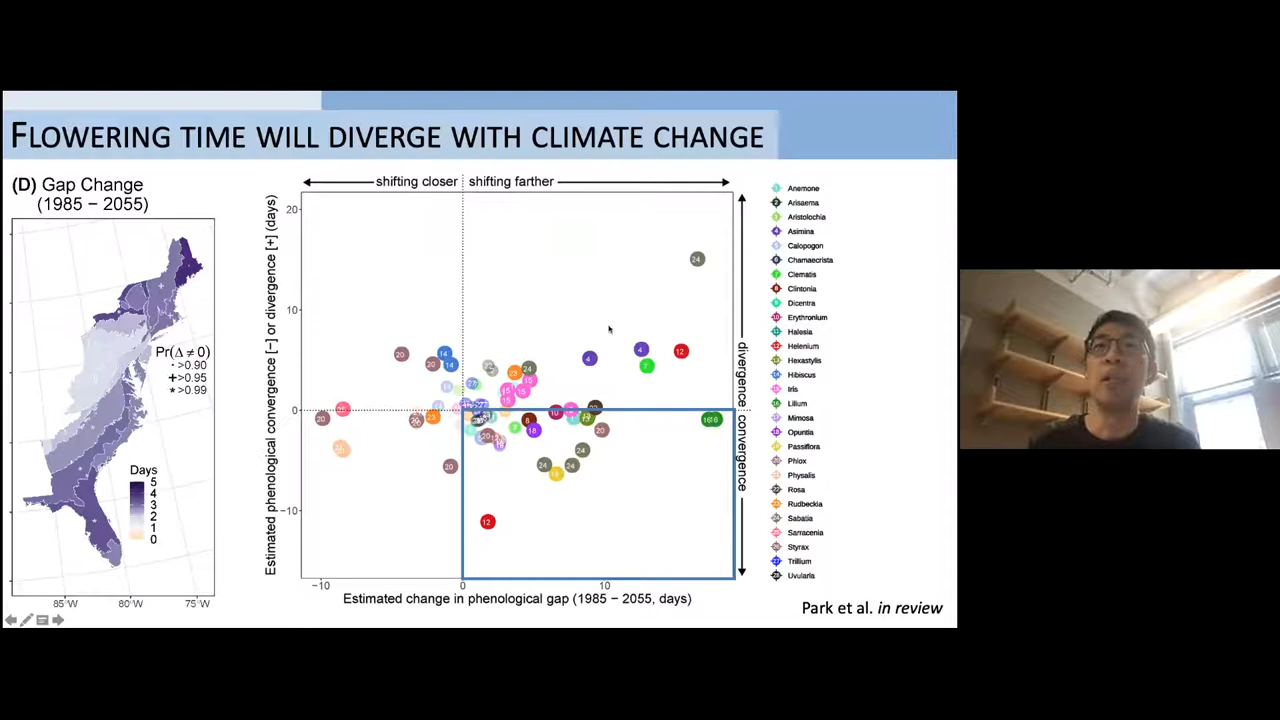 FLOWERING TIME WILL DIVERGE WITH CLIMATE CHANGE
(D) Gap Change
(1985 − 2055)
Pr(Δ ≠ 0)
· >0.90
+ >0.95
* >0.99
Days
5
4
3
2
1
0
85°W
80°W
75°W
shifting closer
shifting farther
Estimated phenological convergence [-] or divergence [+] (days)
20
10
0
−10
−10
0
10
Estimated change in phenological gap (1985 − 2055, days)
divergence
convergence
Anemone
Arisaema
Aristolochia
Asimina
Calopogon
Chamaecrista
Clematis
Clintonia
Dicentra
Erythronium
Halesia
Helenium
Hexastylis
Hibiscus
Iris
Lilium
Mimosa
Opuntia
Passiflora
Phlox
Physalis
Rosa
Rudbeckia
Sabatia
Sarracenia
Styrax
Trillium
Uvularia
Park et al. in review